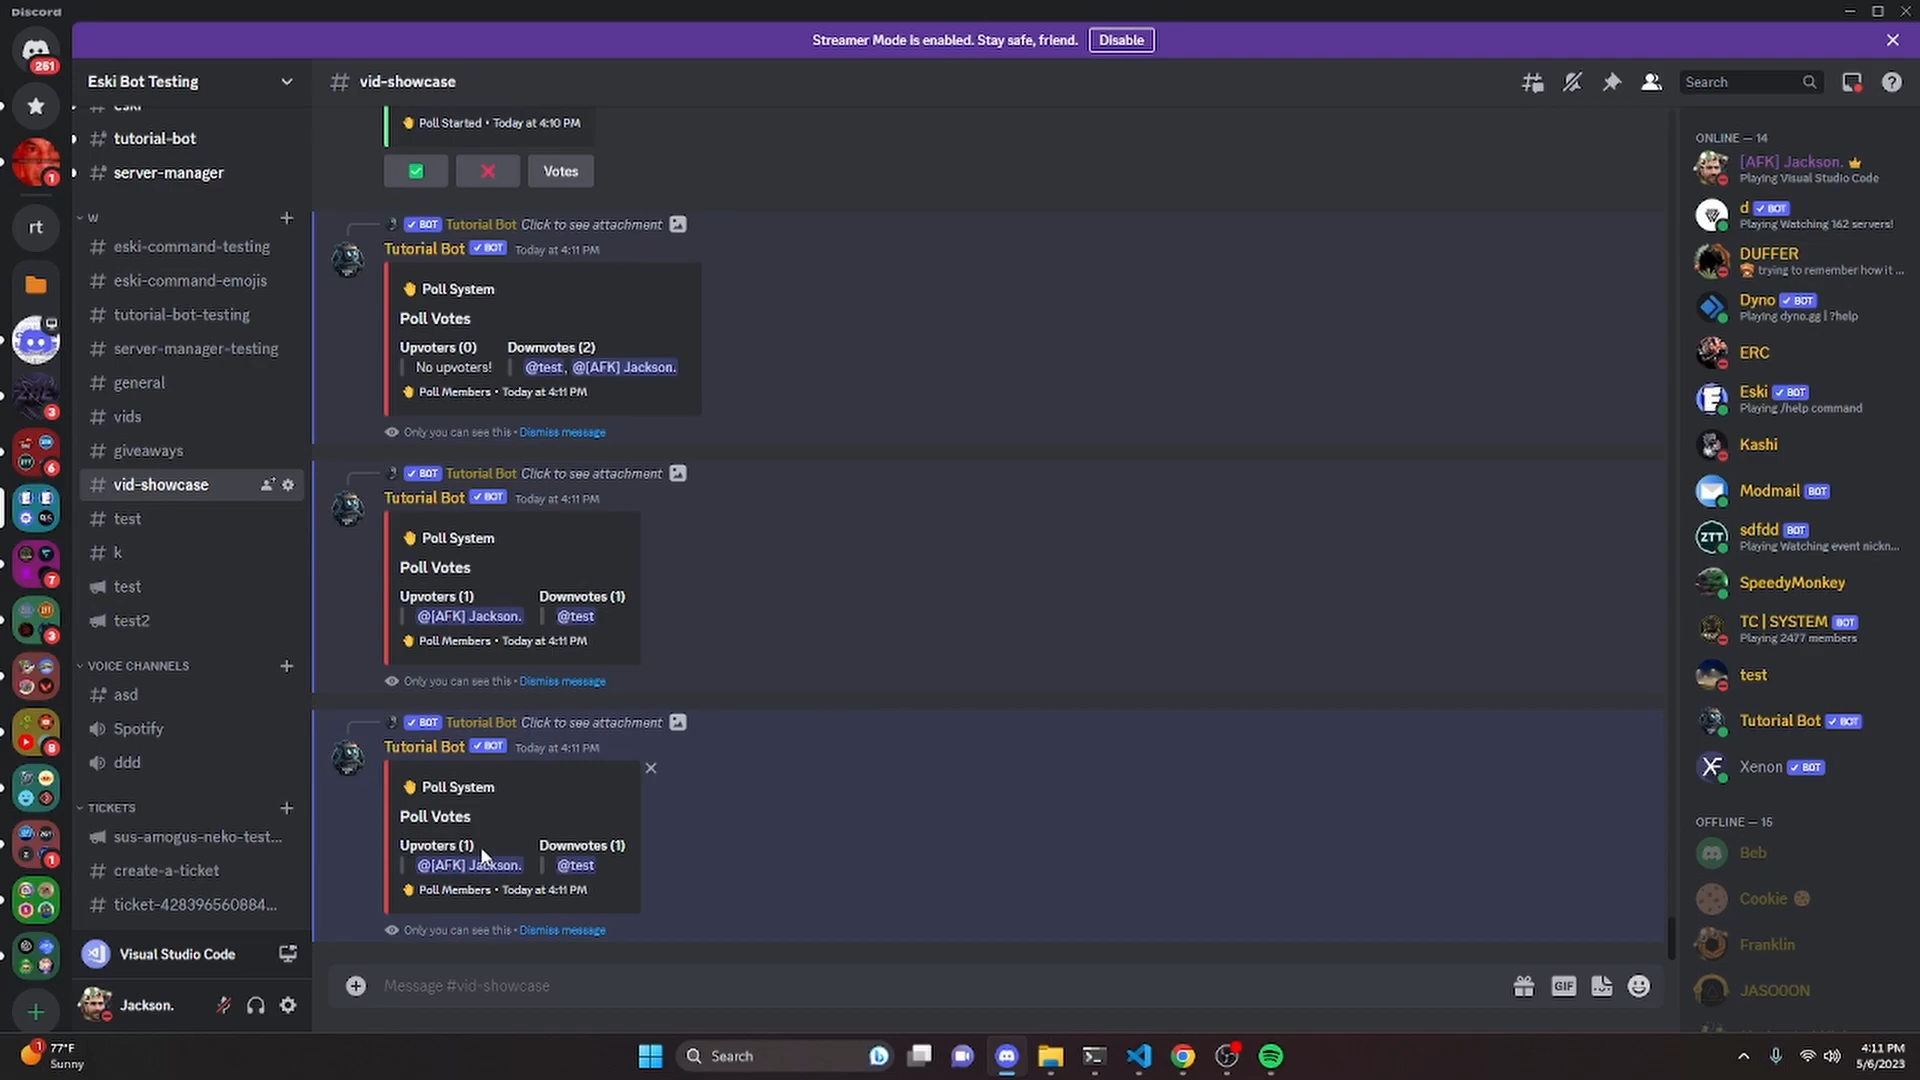 Discord
Streamer Mode is enabled. Stay safe, friend.
Disable
261
1
rt
3
6
7
3
8
1
Eski Bot Testing
eski
tutorial-bot
server-manager
W
eski-command-testing
eski-command-emojis
tutorial-bot-testing
server-manager-testing
general
vids
giveaways
vid-showcase
test
k
test
test2
VOICE CHANNELS
asd
Spotify
ddd
TICKETS
sus-amogus-neko-test...
create-a-ticket
ticket-428396560884...
Visual Studio Code
Jackson.
# vid-showcase
Search
👋 Poll Started • Today at 4:10 PM
Votes
✓ BOT Tutorial Bot Click to see attachment
Tutorial Bot ✓ BOT Today at 4:11 PM
👋 Poll System
Poll Votes
Upvoters (0) Downvotes (2)
No upvoters! @test, @[AFK] Jackson.
👋 Poll Members • Today at 4:11 PM
Only you can see this • Dismiss message
✓ BOT Tutorial Bot Click to see attachment
Tutorial Bot ✓ BOT Today at 4:11 PM
👋 Poll System
Poll Votes
Upvoters (1) Downvotes (1)
@[AFK] Jackson. @test
👋 Poll Members • Today at 4:11 PM
Only you can see this • Dismiss message
✓ BOT Tutorial Bot Click to see attachment
Tutorial Bot ✓ BOT Today at 4:11 PM
👋 Poll System
Poll Votes
Upvoters (1) Downvotes (1)
@[AFK] Jackson. @test
👋 Poll Members • Today at 4:11 PM
Only you can see this • Dismiss message
Message #vid-showcase
GIF
ONLINE — 14
[AFK] Jackson.
Playing Visual Studio Code
d ✓ BOT
Playing Watching 162 servers!
DUFFER
trying to remember how it ...
Dyno ✓ BOT
Playing dyno.gg | ?help
ERC
Eski ✓ BOT
Playing /help command
Kashi
Modmail BOT
ZTT
sdfdd BOT
Playing Watching event nickn...
SpeedyMonkey
TC | SYSTEM BOT
Playing 2477 members
test
Tutorial Bot ✓ BOT
Xenon ✓ BOT
OFFLINE — 15
Beb
Cookie
Franklin
JASOOON
1
77°F
Sunny
Search
4:11 PM
5/6/2023